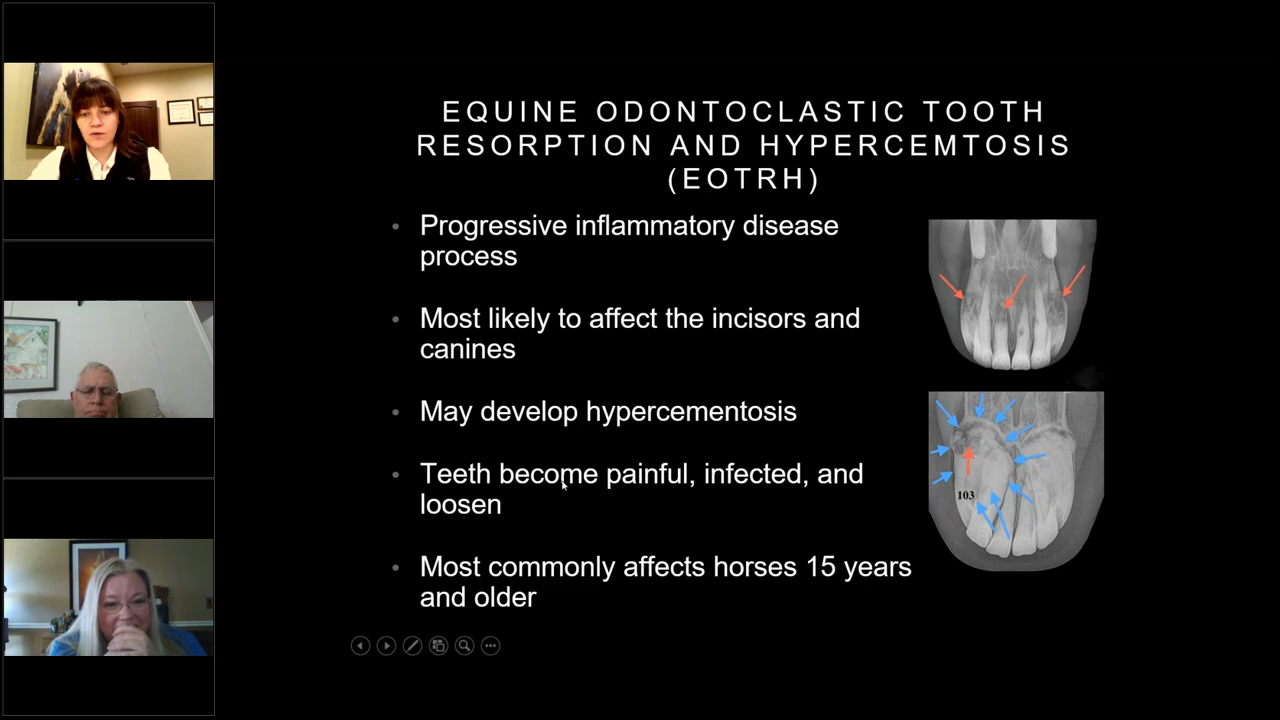 EQUINE ODONTOCLASTIC TOOTH
RESORPTION AND HYPERCEMTOSIS
(EOTRH)
• Progressive inflammatory disease
process
• Most likely to affect the incisors and
canines
• May develop hypercementosis
• Teeth become painful, infected, and
loosen
• Most commonly affects horses 15 years
and older
103